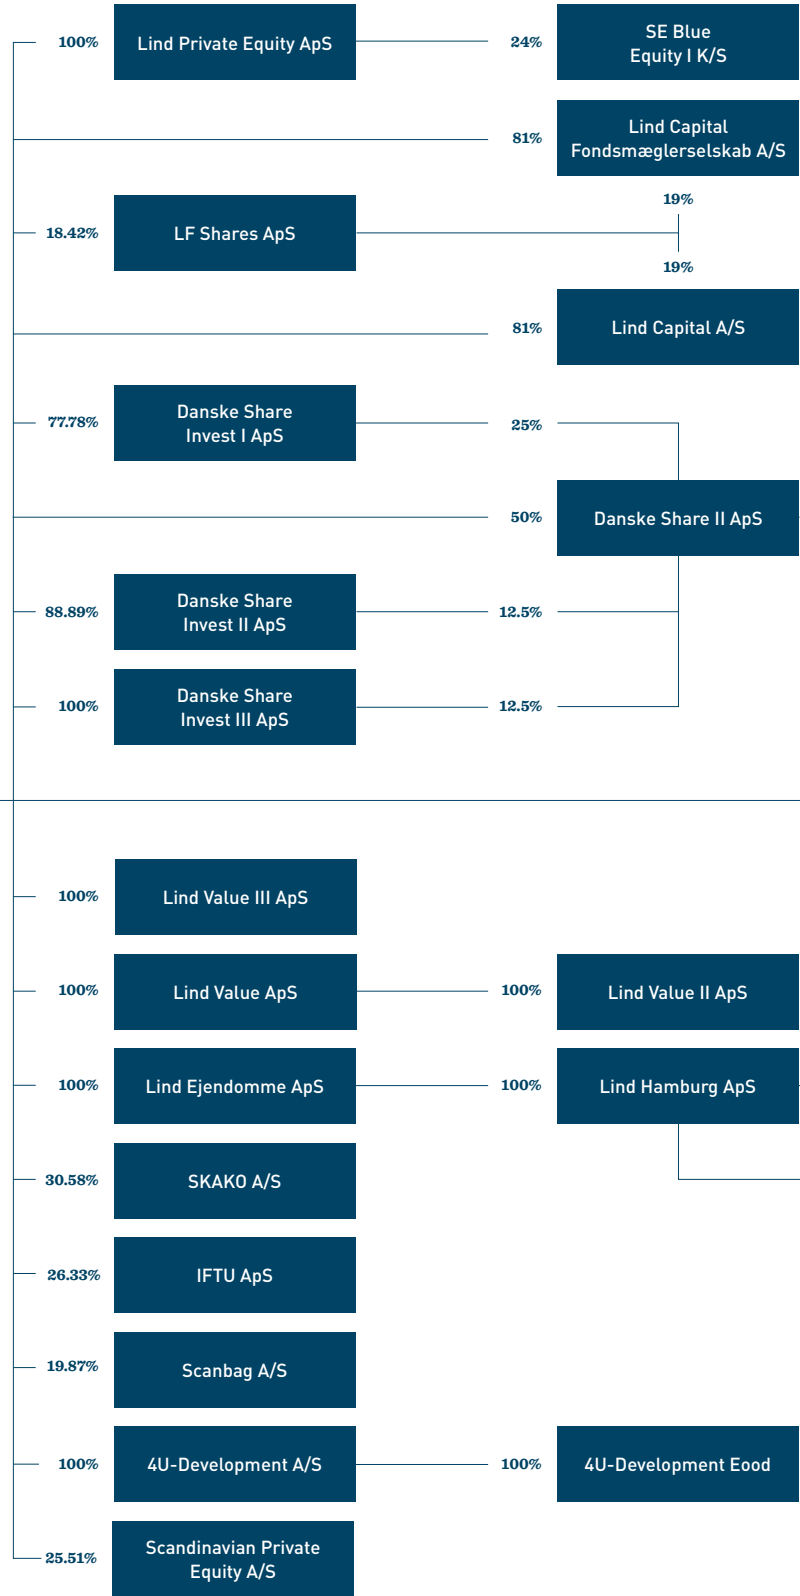 100%
Lind Private Equity ApS
24%
SE Blue
Equity I K/S
81%
Lind Capital
Fondsmæglerselskab A/S
19%
18.42%
LF Shares ApS
19%
81%
Lind Capital A/S
77.78%
Danske Share
Invest I ApS
25%
50%
Danske Share II ApS
88.89%
Danske Share
Invest II ApS
12.5%
100%
Danske Share
Invest III ApS
12.5%
100%
Lind Value III ApS
100%
Lind Value ApS
100%
Lind Value II ApS
100%
Lind Ejendomme ApS
100%
Lind Hamburg ApS
30.58%
SKAKO A/S
26.33%
IFTU ApS
19.87%
Scanbag A/S
100%
4U-Development A/S
100%
4U-Development Eood
25.51%
Scandinavian Private
Equity A/S